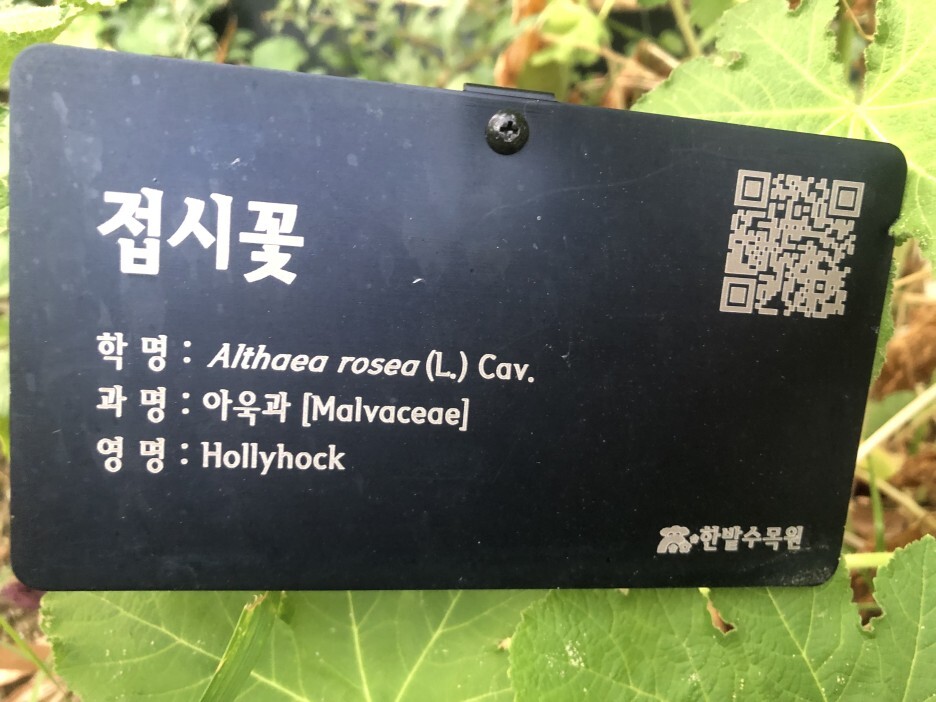 접시꽃
학 명 : Althaea rosea (L.) Cav.
과 명 : 아욱과 [Malvaceae]
영 명 : Hollyhock
한밭수목원